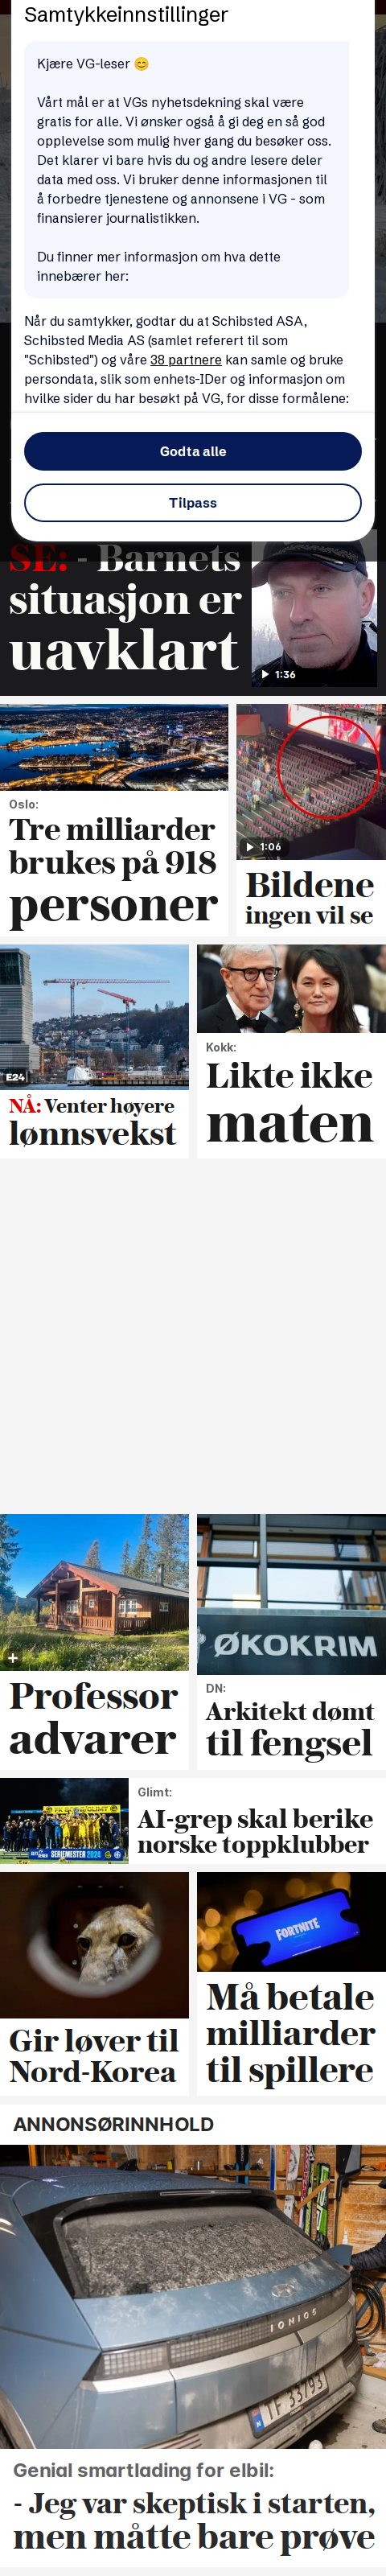 Samtykkeinnstillinger
Kjære VG-leser 😊
Vårt mål er at VGs nyhetsdekning skal være
gratis for alle. Vi ønsker også å gi deg en så god
opplevelse som mulig hver gang du besøker oss.
Det klarer vi bare hvis du og andre lesere deler
data med oss. Vi bruker denne informasjonen til
å forbedre tjenestene og annonsene i VG - som
finansierer journalistikken.
Du finner mer informasjon om hva dette
innebærer her:
Når du samtykker, godtar du at Schibsted ASA,
Schibsted Media AS (samlet referert til som
"Schibsted") og våre 38 partnere kan samle og bruke
persondata, slik som enhets-IDer og informasjon om
hvilke sider du har besøkt på VG, for disse formålene:
Godta alle
Tilpass
SE: - Barnets
situasjon er
uavklart
1:36
Oslo:
Tre milliarder
brukes på 918
personer
1:06
Bildene
ingen vil se
E24
NÅ: Venter høyere
lønnsvekst
Kokk:
Likte ikke
maten
Professor
advarer
ØKOKRIM
DN:
Arkitekt dømt
til fengsel
SERIEMESTER 2024
Glimt:
AI-grep skal berike
norske toppklubber
Gir løver til
Nord-Korea
FORTNITE
Må betale
milliarder
til spillere
ANNONSØRINNHOLD
IONIQ 5
TF 33793
Genial smartlading for elbil:
- Jeg var skeptisk i starten,
men måtte bare prøve